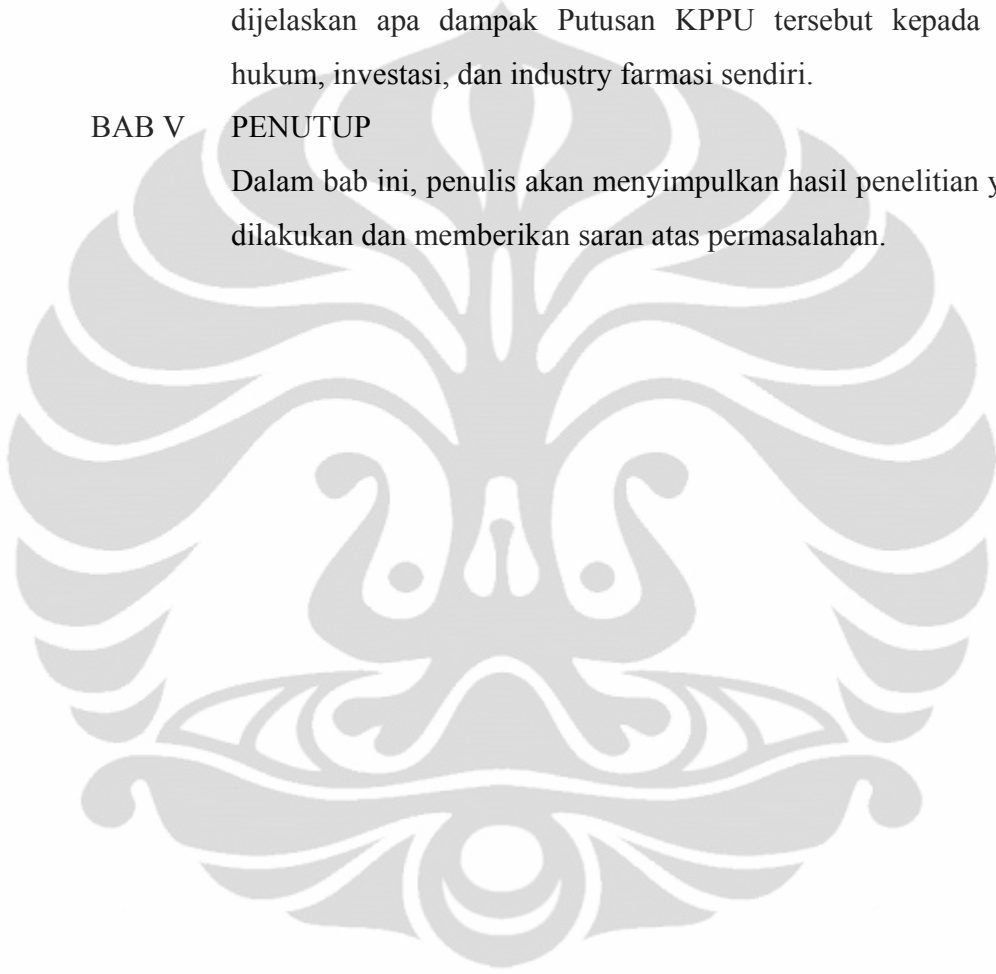 dijelaskan apa dampak Putusan KPPU tersebut kepada
hukum, investasi, dan industry farmasi sendiri.
BAB V PENUTUP
Dalam bab ini, penulis akan menyimpulkan hasil penelitian
dilakukan dan memberikan saran atas permasalahan.